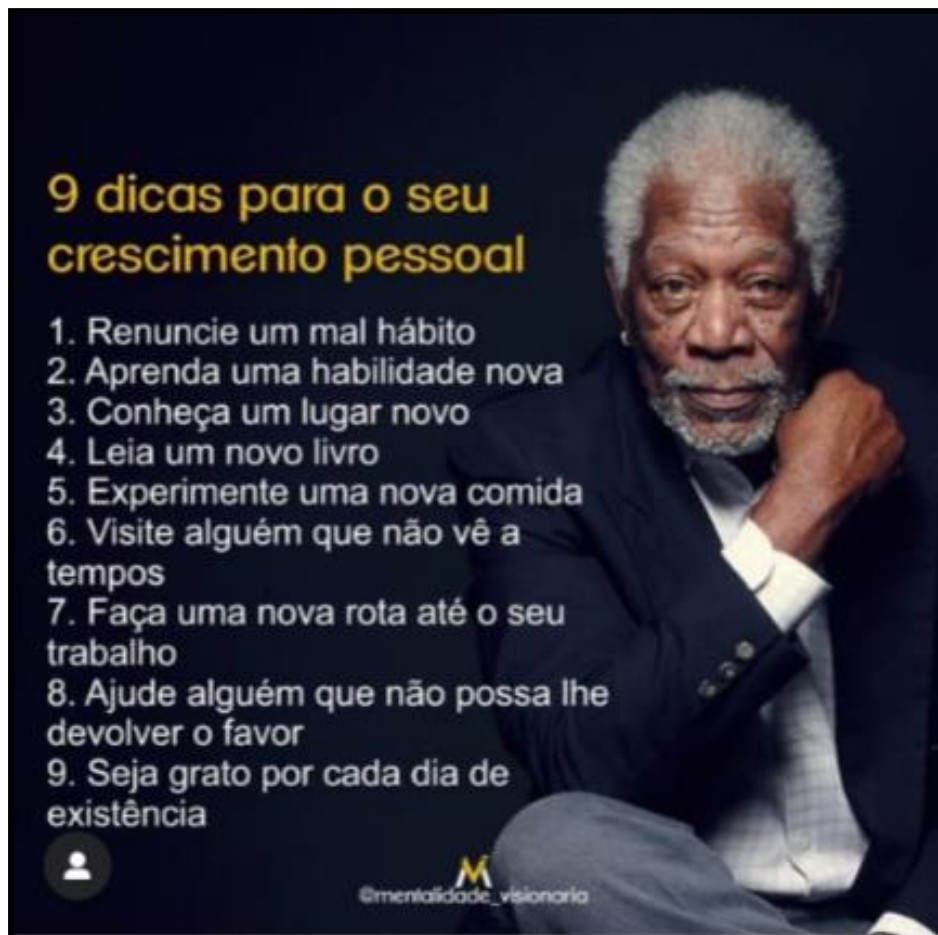 9 dicas para o seu
crescimento pessoal
1. Renuncie um mal hábito
2. Aprenda uma habilidade nova
3. Conheça um lugar novo
4. Leia um novo livro
5. Experimente uma nova comida
6. Visite alguém que não vê a
tempos
7. Faça uma nova rota até o seu
trabalho
8. Ajude alguém que não possa lhe
devolver o favor
9. Seja grato por cada dia de
existência
M
@mentalidade_visionaria